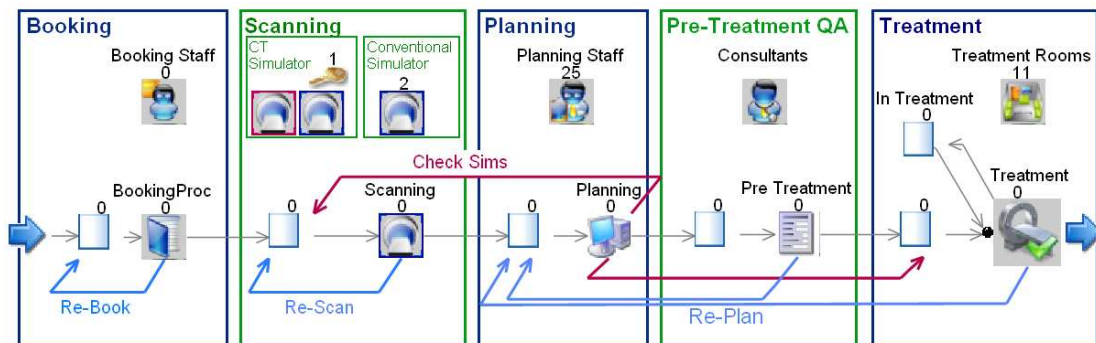 Booking
Booking Staff
0
BookingProc
0
0
Re-Book
Scanning
CT
Simulator
1
Conventional
Simulator
2
Check Sims
Scanning
0
0
Re-Scan
Planning
Planning Staff
25
Planning
0
0
Pre-Treatment QA
Consultants
Pre Treatment
0
0
Re-Plan
Treatment
Treatment Rooms
11
In Treatment
0
Treatment
0
0